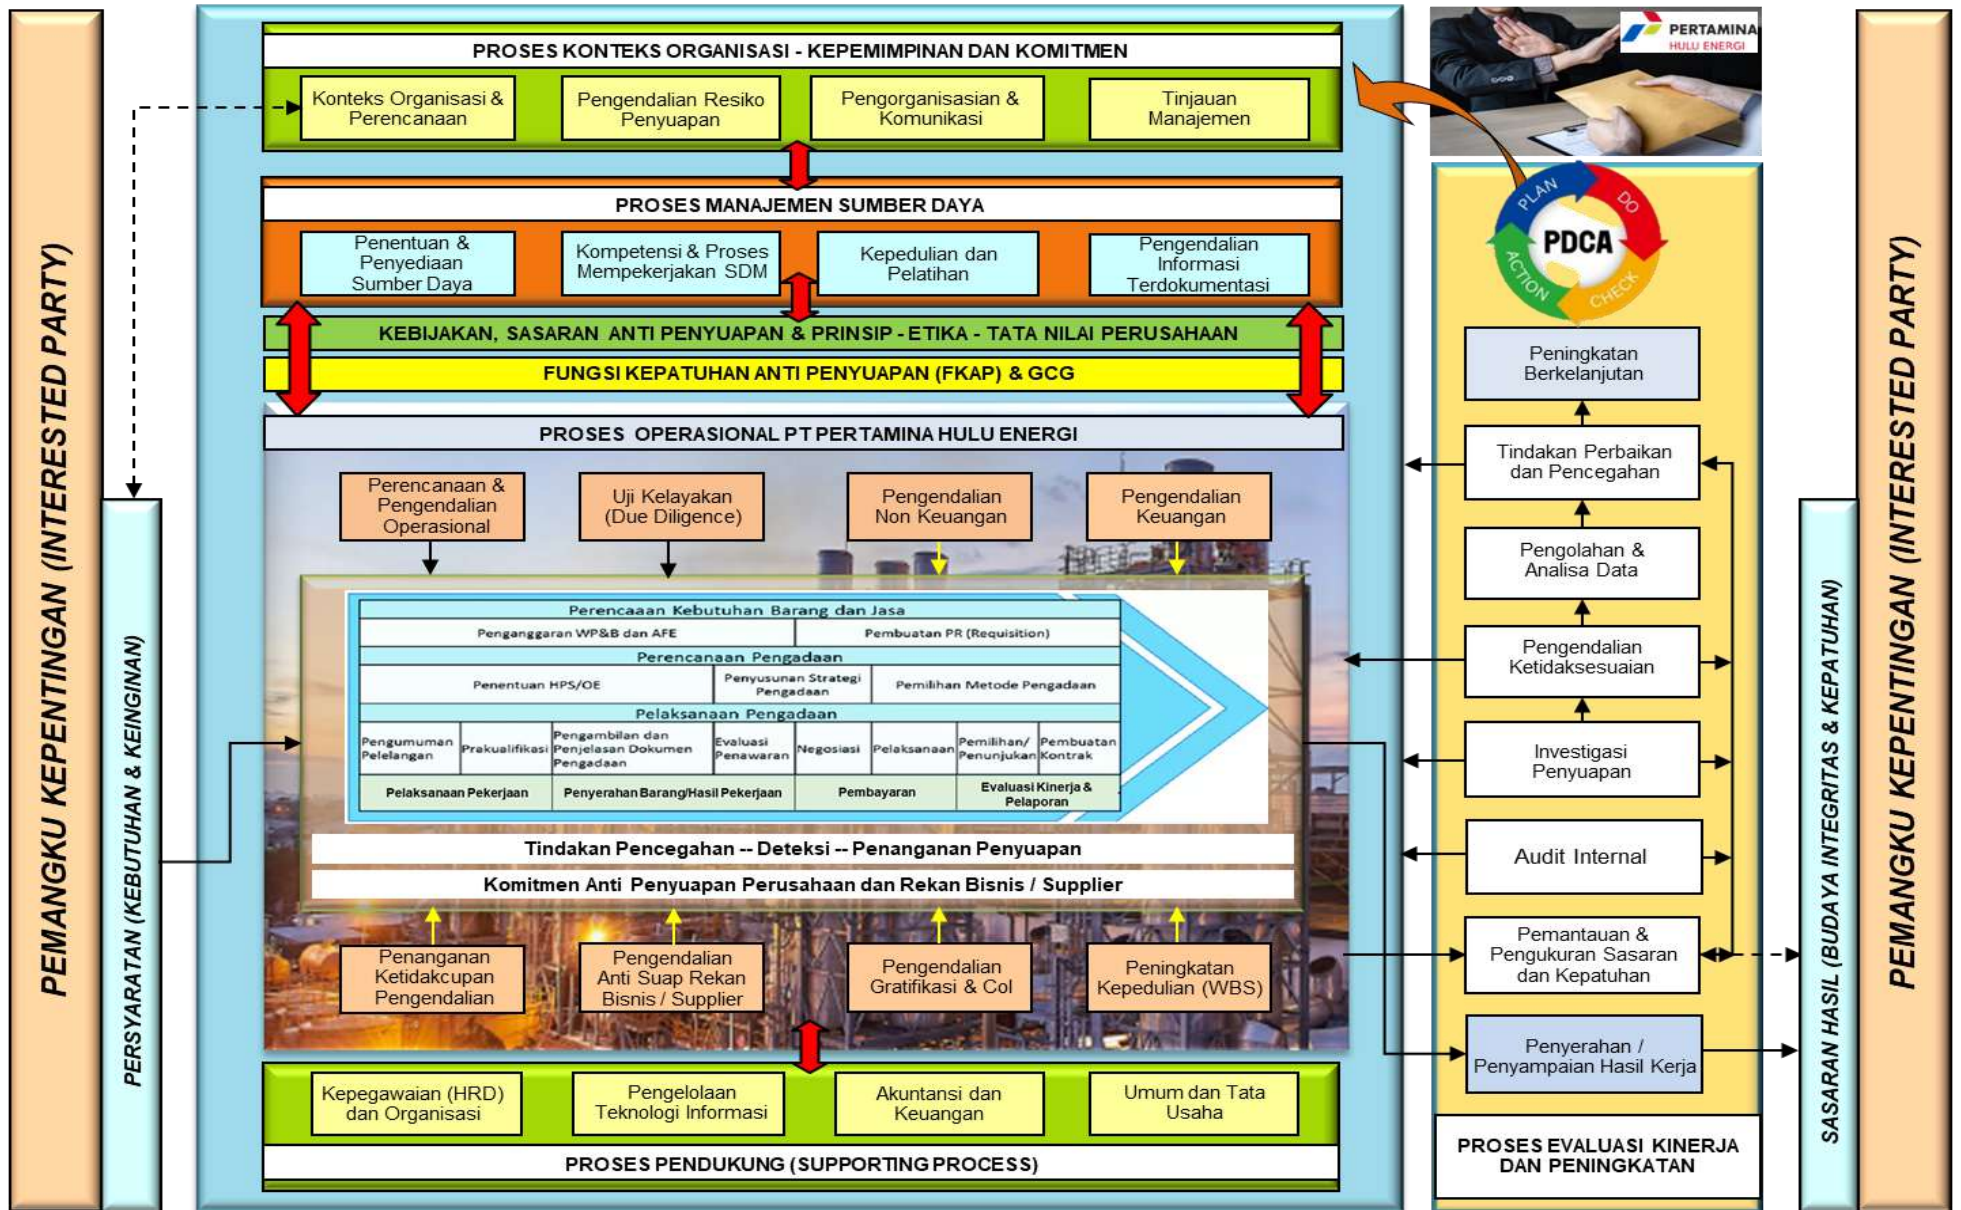 PEMANGKU KEPENTINGAN (INTERESTED PARTY)
PERSYARATAN (KEBUTUHAN & KEINGINAN)
PROSES KONTEKS ORGANISASI - KEPEMIMPINAN DAN KOMITMEN
Konteks Organisasi &
Perencanaan
Pengendalian Resiko
Penyuapan
Pengorganisasian &
Komunikasi
Tinjauan
Manajemen
PROSES MANAJEMEN SUMBER DAYA
Penentuan &
Penyediaan
Sumber Daya
Kompetensi & Proses
Mempekerjakan SDM
Kepedulian dan
Pelatihan
Pengendalian
Informasi
Terdokumentasi
KEBIJAKAN, SASARAN ANTI PENYUAPAN & PRINSIP - ETIKA - TATA NILAI PERUSAHAAN
FUNGSI KEPATUHAN ANTI PENYUAPAN (FKAP) & GCG
PROSES OPERASIONAL PT PERTAMINA HULU ENERGI
Perencanaan &
Pengendalian
Operasional
Uji Kelayakan
(Due Diligence)
Pengendalian
Non Keuangan
Pengendalian
Keuangan
Perencaaan Kebutuhan Barang dan Jasa
Penganggaran WP&B dan AFE
Pembuatan PR (Requisition)
Perencanaan Pengadaan
Penentuan HPS/OE
Penyusunan Strategi
Pengadaan
Pemilihan Metode Pengadaan
Pelaksanaan Pengadaan
Pengumuman
Pelelangan
Prakualifikasi
Pengambilan dan
Penjelasan Dokumen
Pengadaan
Evaluasi
Penawaran
Negosiasi
Pelaksanaan
Pemilihan/
Penunjukan
Pembuatan
Kontrak
Pelaksanaan Pekerjaan
Penyerahan Barang/Hasil Pekerjaan
Pembayaran
Evaluasi Kinerja &
Pelaporan
Tindakan Pencegahan -- Deteksi -- Penanganan Penyuapan
Komitmen Anti Penyuapan Perusahaan dan Rekan Bisnis / Supplier
Penanganan
Ketidakcupan
Pengendalian
Pengendalian
Anti Suap Rekan
Bisnis / Supplier
Pengendalian
Gratifikasi & CoI
Peningkatan
Kepedulian (WBS)
Kepegawaian (HRD)
dan Organisasi
Pengelolaan
Teknologi Informasi
Akuntansi dan
Keuangan
Umum dan Tata
Usaha
PROSES PENDUKUNG (SUPPORTING PROCESS)
PERTAMINA
HULU ENERGI
PLAN
DO
CHECK
ACTION
PDCA
Peningkatan
Berkelanjutan
Tindakan Perbaikan
dan Pencegahan
Pengolahan &
Analisa Data
Pengendalian
Ketidaksesuaian
Investigasi
Penyuapan
Audit Internal
Pemantauan &
Pengukuran Sasaran
dan Kepatuhan
Penyerahan /
Penyampaian Hasil Kerja
PROSES EVALUASI KINERJA
DAN PENINGKATAN
SASARAN HASIL (BUDAYA INTEGRITAS & KEPATUHAN)
PEMANGKU KEPENTINGAN (INTERESTED PARTY)